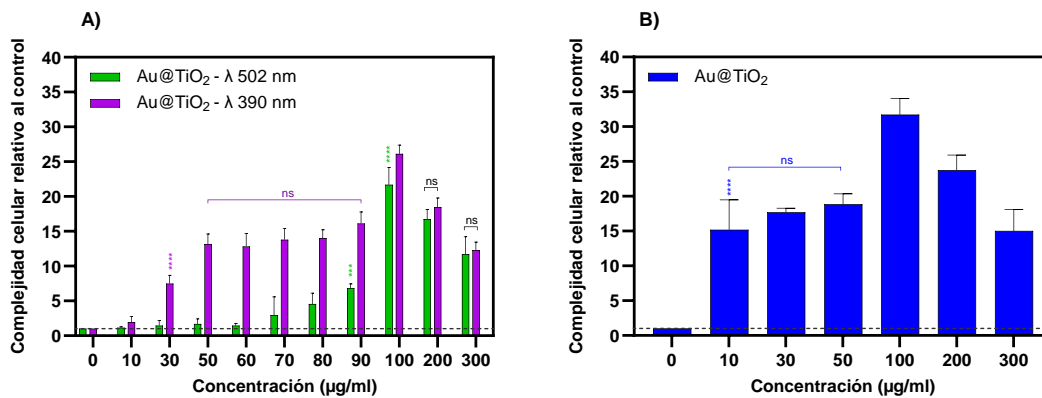 A)
Complejidad celular relativo al control
40
35
30
25
20
15
10
5
0
Au@TiO₂ - λ 502 nm
Au@TiO₂ - λ 390 nm
****
ns
***
****
ns
ns
0 10 30 50 60 70 80 90 100 200 300
Concentración (µg/ml)
B)
Complejidad celular relativo al control
40
35
30
25
20
15
10
5
0
Au@TiO₂
****
ns
0 10 30 50 100 200 300
Concentración (µg/ml)